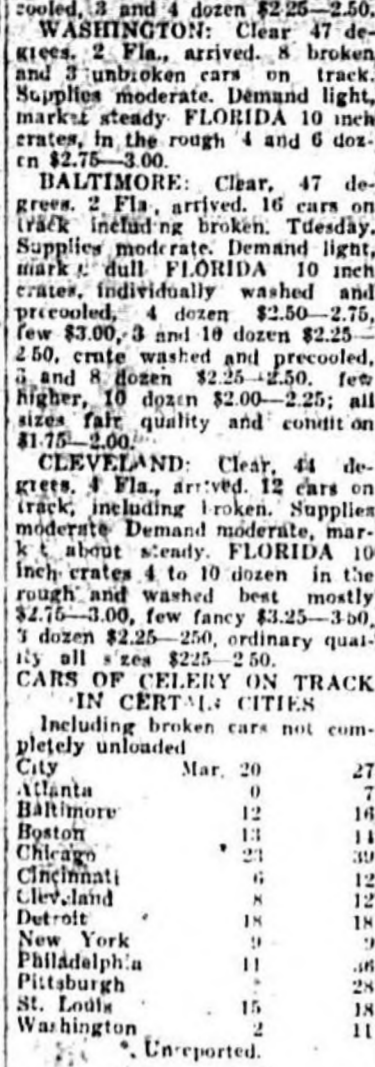 cooled, 3 and 4 dozen $2.25—2.50.
WASHINGTON: Clear 47 de-
grees. 2 Fla., arrived. 8 broken
and 3 unbroken cars on track.
Supplies moderate. Demand light,
market steady FLORIDA 10 inch
crates, in the rough 4 and 6 doz-
en $2.75—3.00.
BALTIMORE: Clear, 47 de-
grees. 2 Fla., arrived. 16 cars on
track including broken. Tuesday.
Supplies moderate. Demand light,
mark t dull FLORIDA 10 inch
crates, individually washed and
precooled, 4 dozen $2.50—2.75,
few $3.00, 3 and 10 dozen $2.25—
2.50, crate washed and precooled,
3 and 8 dozen $2.25—2.50. few
higher, 10 dozen $2.00—2.25; all
sizes fair quality and condit on
$1.75—2.00.
CLEVELAND: Clear, 44 de-
grees. 4 Fla., arrived. 12 cars on
track, including broken. Supplies
moderate Demand moderate, mar-
k t about steady. FLORIDA 10
inch crates 4 to 10 dozen in the
rough and washed best mostly
$2.75—3.00, few fancy $3.25—3.50,
3 dozen $2.25—250, ordinary qual-
ity all s zes $225—2.50.
CARS OF CELERY ON TRACK
IN CERTAIN CITIES
Including broken cars not com-
pletely unloaded
City Mar. 20 27
Atlanta 0 7
Baltimore 12 16
Boston 13
Chicago 23 39
Cincinnati 6 12
Cleveland 8 12
Detroit 18 18
New York 9 9
Philadelphia 11
Pittsburgh * 28
St. Louis 15 18
Washington 2 11
*. Unreported.